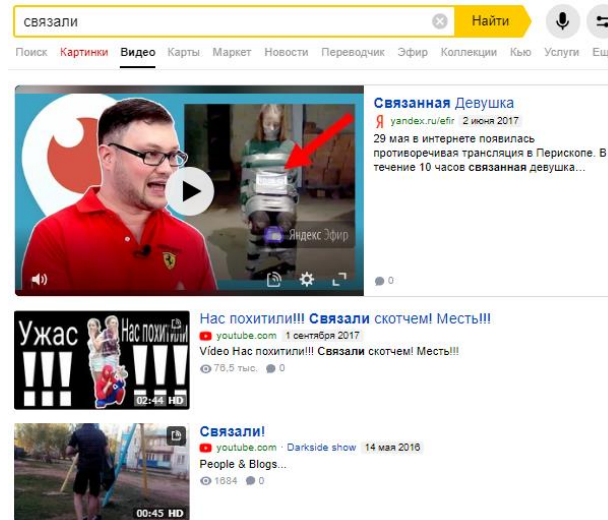 связали
Найти
Поиск Картинки Видео Карты Маркет Новости Переводчик Эфир Коллекции Кью Услуги Ещ
Яндекс Эфир
Связанная Девушка
Я yandex.ru/efir 2 июня 2017
29 мая в интернете появилась
противоречивая трансляция в Перископе. В
течение 10 часов связанная девушка...
0
Ужас
!!!
Нас похитили
!!!
02:44 HD
Нас похитили!!! Связали скотчем! Месть!!!
youtube.com 1 сентября 2017
Video Нас похитили!!! Связали скотчем! Месть!!!
76,5 тыс. 0
00:45 HD
Связали!
youtube.com · Darkside show 14 мая 2016
People & Blogs...
1684 0